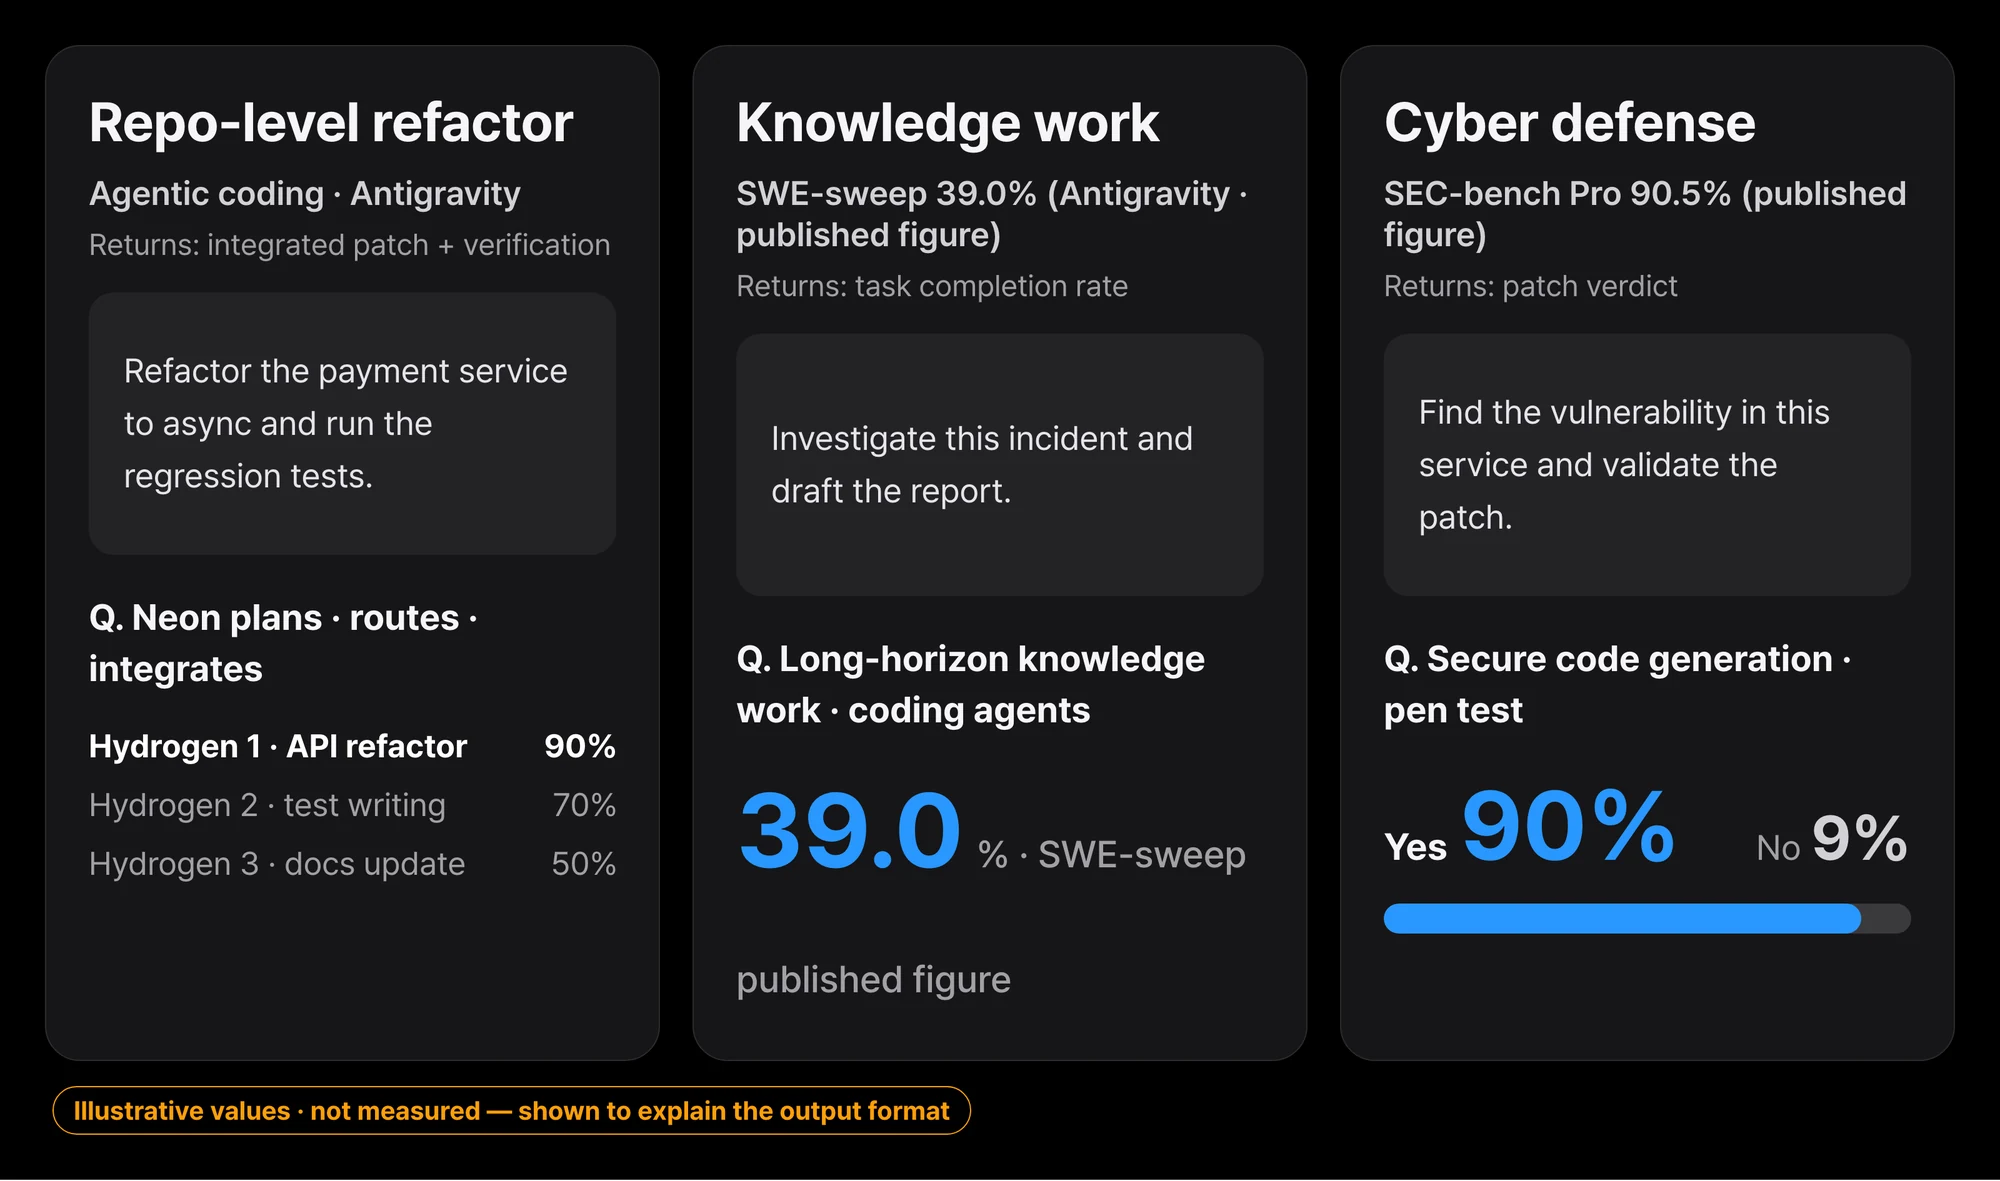 Repo-level refactor
Agentic coding · Antigravity
Returns: integrated patch + verification
Refactor the payment service
to async and run the
regression tests.
Q. Neon plans · routes ·
integrates
Hydrogen 1 · API refactor 90%
Hydrogen 2 · test writing 70%
Hydrogen 3 · docs update 50%
Knowledge work
SWE-sweep 39.0% (Antigravity ·
published figure)
Returns: task completion rate
Investigate this incident and
draft the report.
Q. Long-horizon knowledge
work · coding agents
39.0 % · SWE-sweep
published figure
Cyber defense
SEC-bench Pro 90.5% (published
figure)
Returns: patch verdict
Find the vulnerability in this
service and validate the
patch.
Q. Secure code generation ·
pen test
Yes 90% No 9%
Illustrative values · not measured — shown to explain the output format